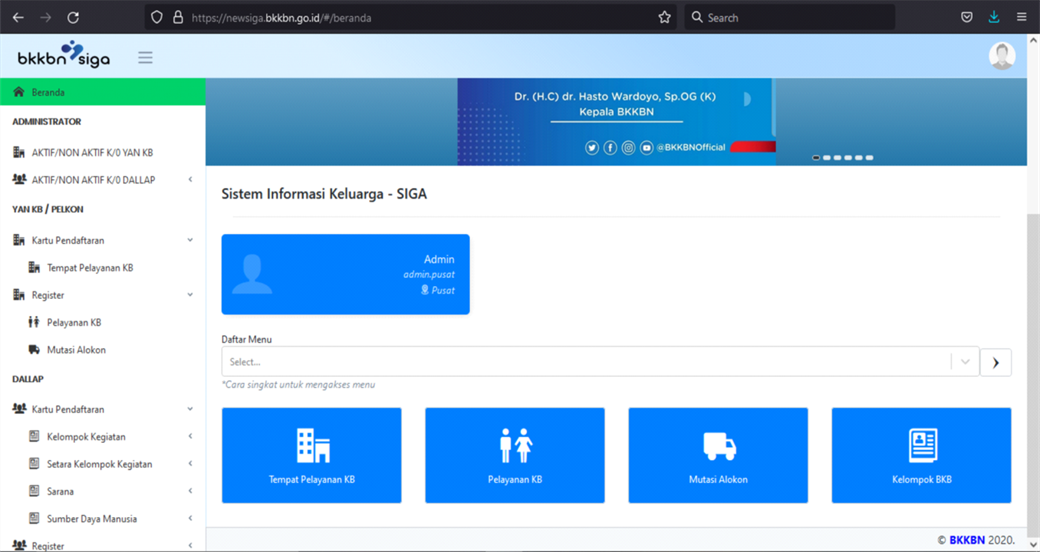 https://newsiga.bkkbn.go.id/#/beranda
Search
bkkbn siga
Beranda
ADMINISTRATOR
AKTIF/NON AKTIF K/0 YAN KB
AKTIF/NON AKTIF K/0 DALLAP
YAN KB / PELKON
Kartu Pendaftaran
Tempat Pelayanan KB
Register
Pelayanan KB
Mutasi Alokon
DALLAP
Kartu Pendaftaran
Kelompok Kegiatan
Setara Kelompok Kegiatan
Sarana
Sumber Daya Manusia
Register
Dr. (H.C) dr. Hasto Wardoyo, Sp.OG (K)
Kepala BKKBN
@BKKBNOfficial
Sistem Informasi Keluarga - SIGA
Admin
admin.pusat
Pusat
Daftar Menu
Select...
*Cara singkat untuk mengakses menu
Tempat Pelayanan KB
Pelayanan KB
Mutasi Alokon
Kelompok BKB
© BKKBN 2020.